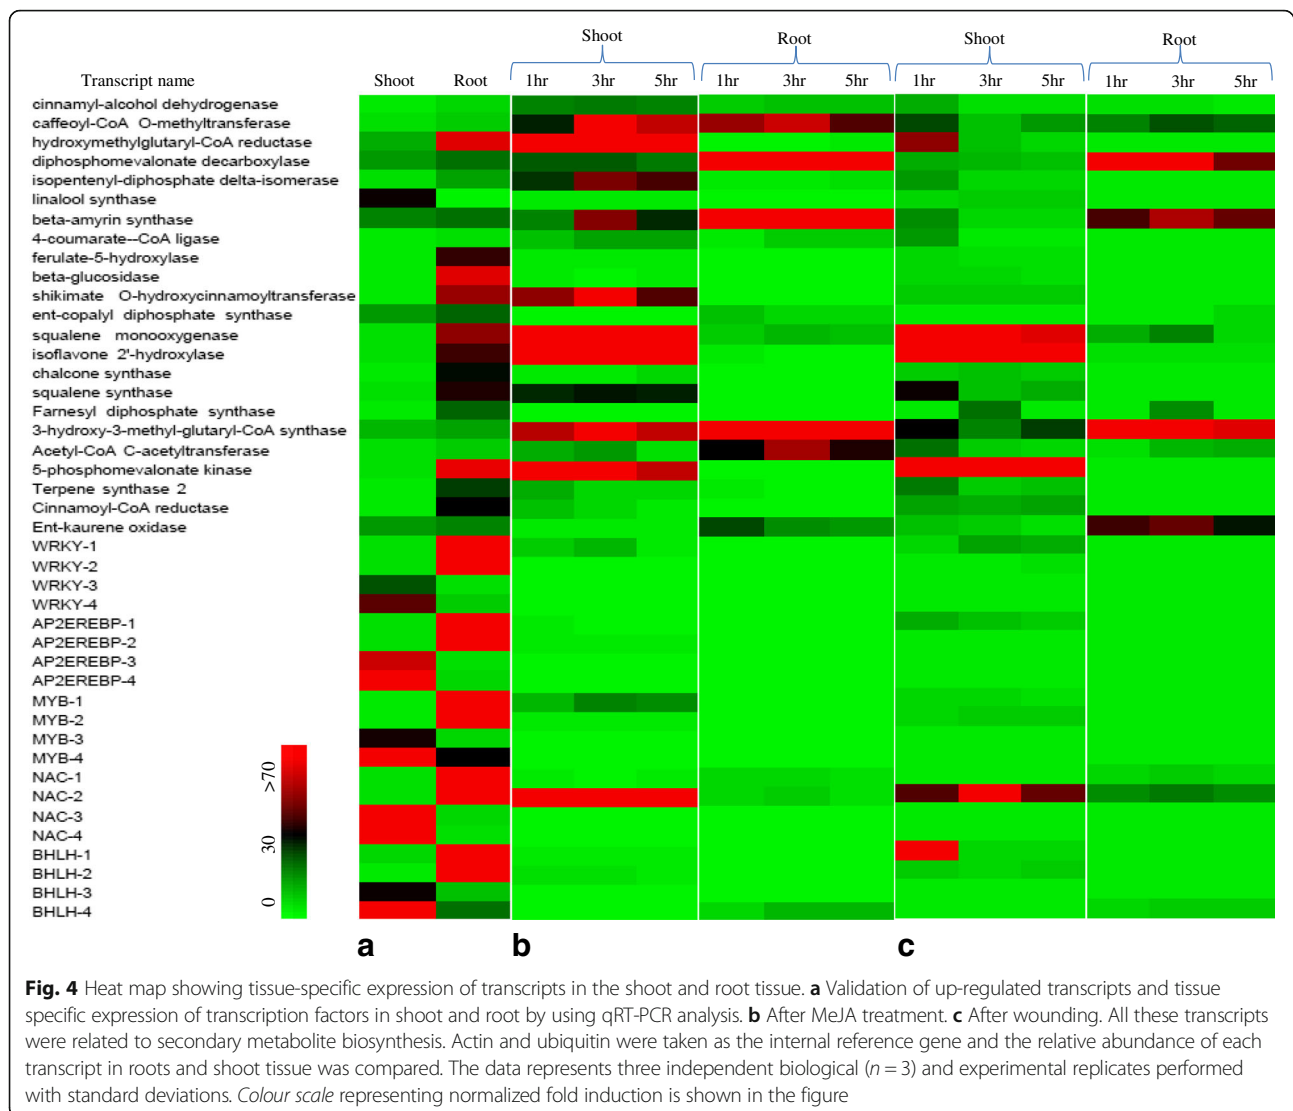 Shoot Root Shoot Root
Transcript name Shoot Root 1hr 3hr 5hr 1hr 3hr 5hr 1hr 3hr 5hr 1hr 3hr 5hr
cinnamyl-alcohol dehydrogenase
caffeoyl-CoA O-methyltransferase
hydroxymethylglutaryl-CoA reductase
diphosphomevalonate decarboxylase
isopentenyl-diphosphate delta-isomerase
linalool synthase
beta-amyrin synthase
4-coumarate--CoA ligase
ferulate-5-hydroxylase
beta-glucosidase
shikimate O-hydroxycinnamoyltransferase
ent-copalyl diphosphate synthase
squalene monooxygenase
isoflavone 2'-hydroxylase
chalcone synthase
squalene synthase
Farnesyl diphosphate synthase
3-hydroxy-3-methyl-glutaryl-CoA synthase
Acetyl-CoA C-acetyltransferase
5-phosphomevalonate kinase
Terpene synthase 2
Cinnamoyl-CoA reductase
Ent-kaurene oxidase
WRKY-1
WRKY-2
WRKY-3
WRKY-4
AP2EREBP-1
AP2EREBP-2
AP2EREBP-3
AP2EREBP-4
MYB-1
MYB-2
MYB-3
MYB-4
NAC-1
NAC-2
NAC-3
NAC-4
BHLH-1
BHLH-2
BHLH-3
BHLH-4
>70
30
0
a b c
Fig. 4 Heat map showing tissue-specific expression of transcripts in the shoot and root tissue. a Validation of up-regulated transcripts and tissue
specific expression of transcription factors in shoot and root by using qRT-PCR analysis. b After MeJA treatment. c After wounding. All these transcripts
were related to secondary metabolite biosynthesis. Actin and ubiquitin were taken as the internal reference gene and the relative abundance of each
transcript in roots and shoot tissue was compared. The data represents three independent biological (n = 3) and experimental replicates performed
with standard deviations. Colour scale representing normalized fold induction is shown in the figure